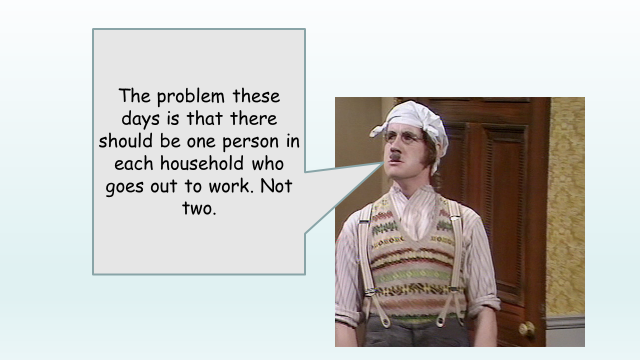 The problem these
days is that there
should be one person in
each household who
goes out to work. Not
two.